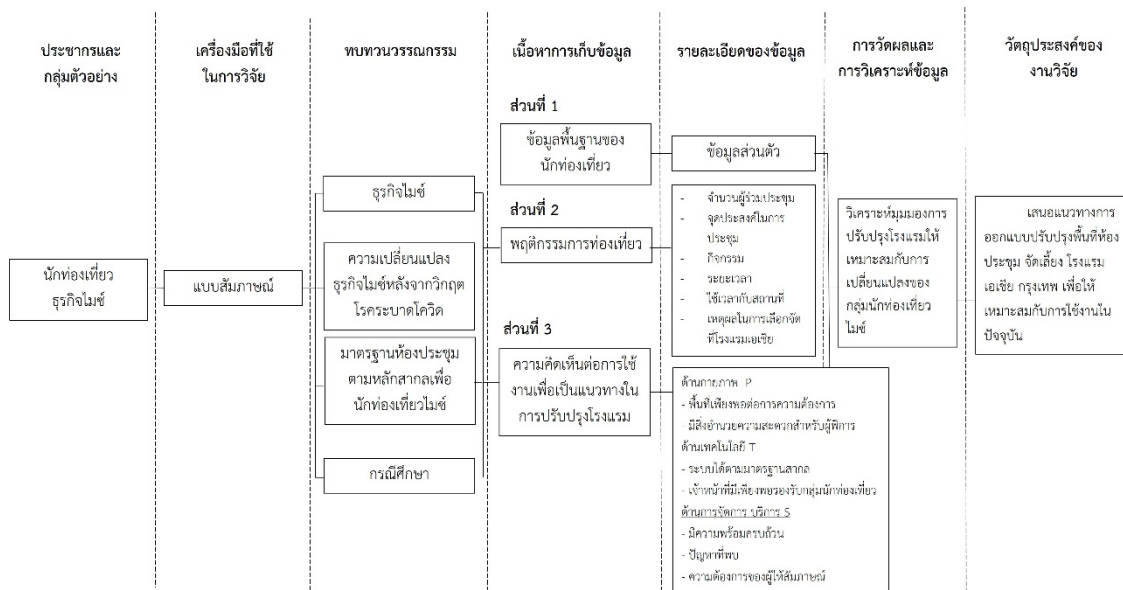 ประชากรและ
กลุ่มตัวอย่าง
เครื่องมือที่ใช้
ในการวิจัย
ทบทวนวรรณกรรม
เนื้อหาการเก็บข้อมูล
รายละเอียดของข้อมูล
การวัดผลและ
การวิเคราะห์ข้อมูล
วัตถุประสงค์ของ
งานวิจัย
นักท่องเที่ยว
ธุรกิจไมซ์
แบบสัมภาษณ์
ธุรกิจไมซ์
ความเปลี่ยนแปลง
ธุรกิจไมซ์หลังจากวิกฤต
โรคระบาดโควิด
มาตรฐานห้องประชุม
ตามหลักสากลเพื่อ
นักท่องเที่ยวไมซ์
กรณีศึกษา
ส่วนที่ 1
ข้อมูลพื้นฐานของ
นักท่องเที่ยว
ส่วนที่ 2
พฤติกรรมการท่องเที่ยว
ส่วนที่ 3
ความคิดเห็นต่อการใช้
งานเพื่อเป็นแนวทางใน
การปรับปรุงโรงแรม
ข้อมูลส่วนตัว
- จำนวนผู้ร่วมประชุม
- จุดประสงค์ในการ
ประชุม
- กิจกรรม
- ระยะเวลา
- ใช้เวลากับสถานที่
- เหตุผลในการเลือกจัด
ที่โรงแรมเอเชีย
ด้านกายภาพ P
- พื้นที่เพียงพอต่อการความต้องการ
- มีสิ่งอำนวยความสะดวกสำหรับผู้พิการ
ด้านเทคโนโลยี T
- ระบบได้ตามมาตรฐานสากล
- เจ้าหน้าที่มีเพียงพอรองรับกลุ่มนักท่องเที่ยว
ด้านการจัดการ บริการ S
- มีความพร้อมครบถ้วน
- ปัญหาที่พบ
- ความต้องการของผู้ให้สัมภาษณ์
วิเคราะห์มุมมองการ
ปรับปรุงโรงแรมให้
เหมาะสมกับการ
เปลี่ยนแปลงของ
กลุ่มนักท่องเที่ยว
ไมซ์
เสนอแนวทางการ
ออกแบบปรับปรุงพื้นที่ห้อง
ประชุม จัดเลี้ยง โรงแรม
เอเชีย กรุงเทพ เพื่อให้
เหมาะสมกับการใช้งานใน
ปัจจุบัน